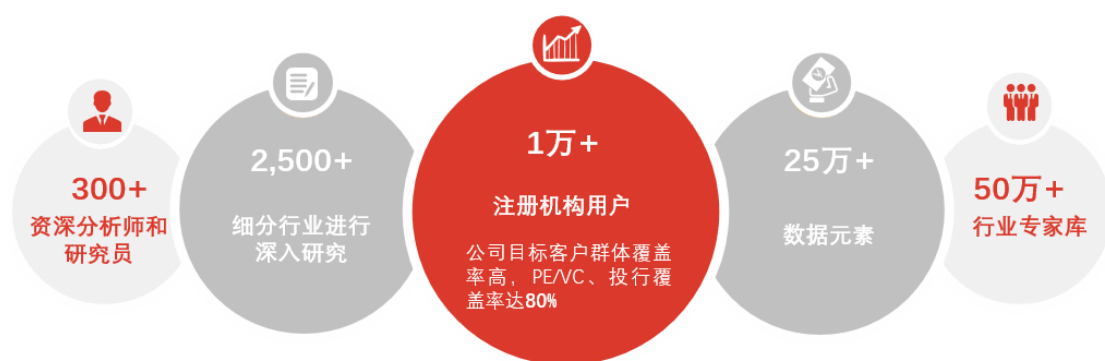 300+
资深分析师和
研究员
2,500+
细分行业进行
深入研究
1万+
注册机构用户
公司目标客户群体覆盖
率高，PE/VC、投行覆
盖率达80%
25万+
数据元素
50万+
行业专家库